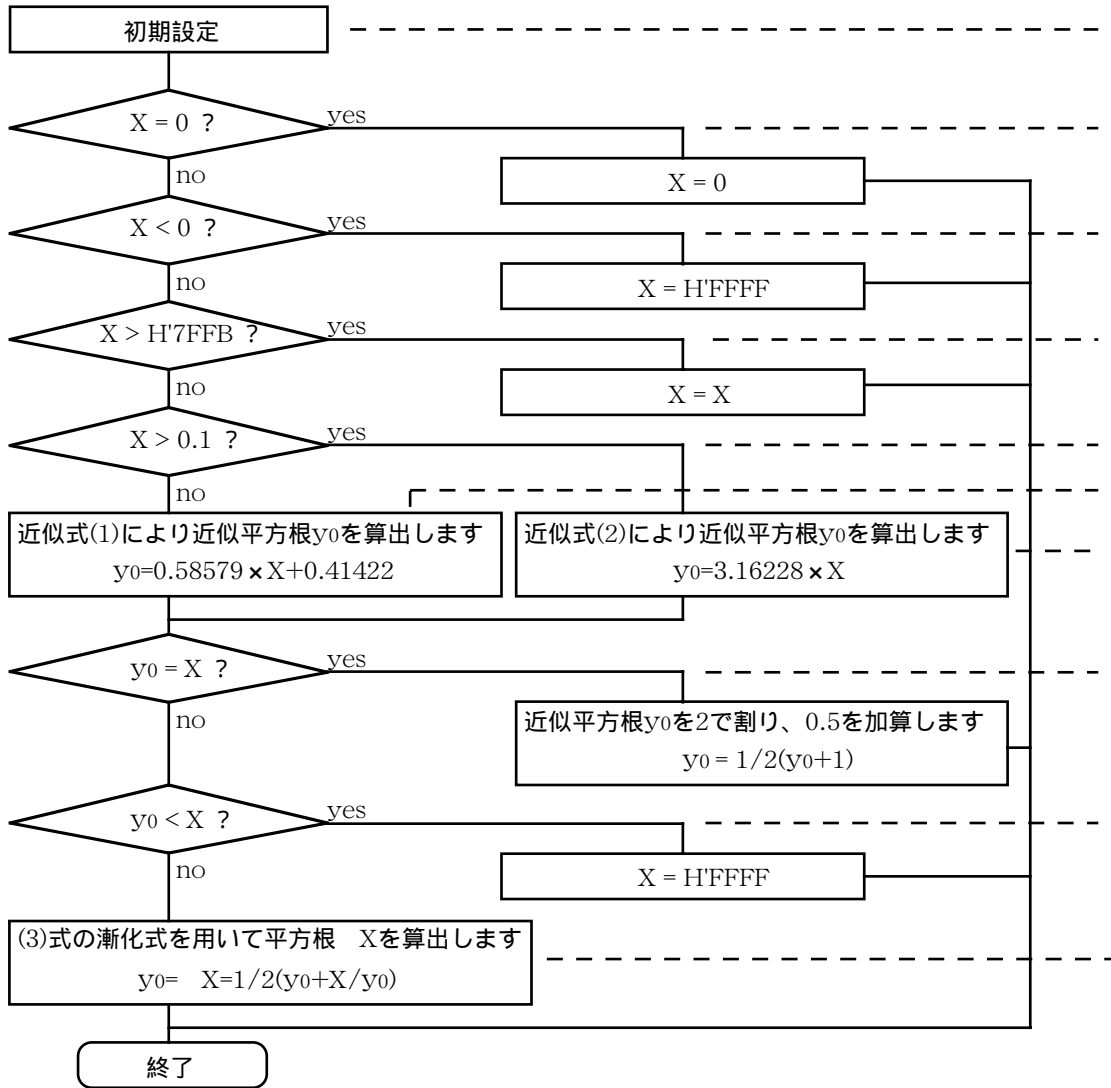 初期設定
X = 0 ?
yes
no
X = 0
X < 0 ?
yes
no
X = H'FFFF
X > H'7FFB ?
yes
no
X = X
X > 0.1 ?
yes
no
近似式(1)により近似平方根y0を算出します
y0=0.58579×X+0.41422
近似式(2)により近似平方根y0を算出します
y0=3.16228×X
y0 = X ?
yes
no
近似平方根y0を2で割り、0.5を加算します
y0 = 1/2(y0+1)
y0 < X ?
yes
no
X = H'FFFF
(3)式の漸化式を用いて平方根　Xを算出します
y0=　X=1/2(y0+X/y0)
終了